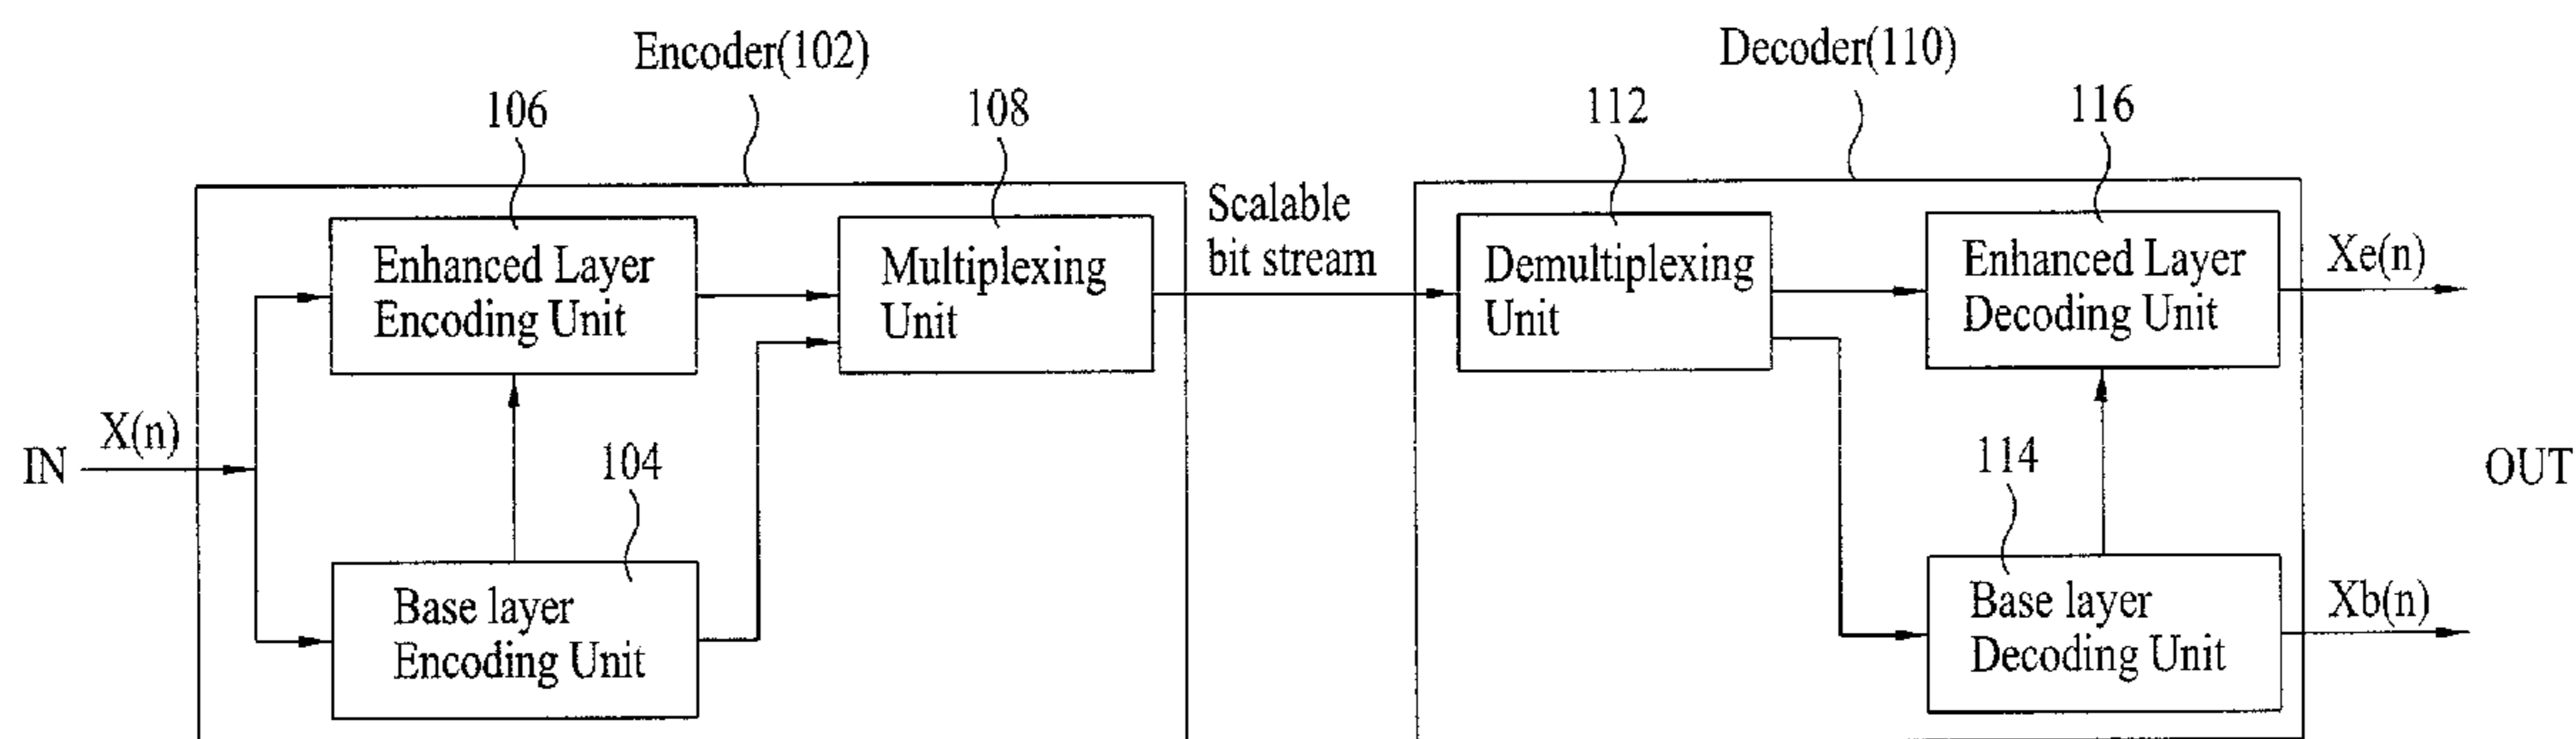 Encoder(102)
Decoder(110)
106
108
112
116
Enhanced Layer
Encoding Unit
Multiplexing
Unit
Scalable
bit stream
Demultiplexing
Unit
Enhanced Layer
Decoding Unit
Xe(n)
IN
X(n)
104
114
OUT
Base layer
Encoding Unit
Base layer
Decoding Unit
Xb(n)